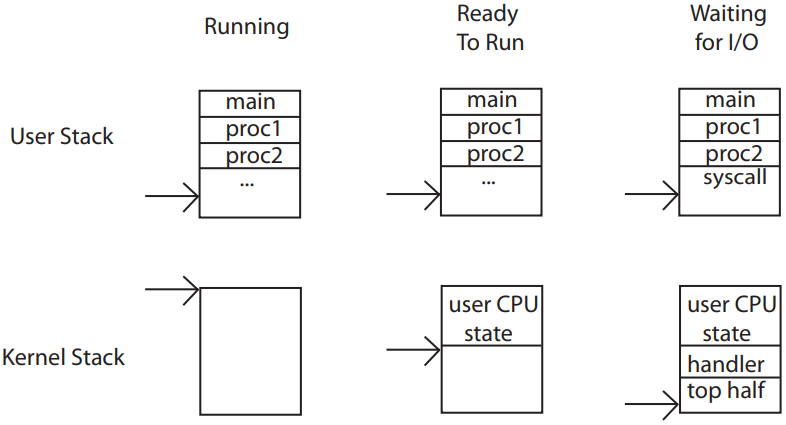 Running
Ready
To Run
Waiting
for I/O
User Stack
main
proc1
proc2
...
main
proc1
proc2
...
main
proc1
proc2
syscall
Kernel Stack
user CPU
state
user CPU
state
handler
top half